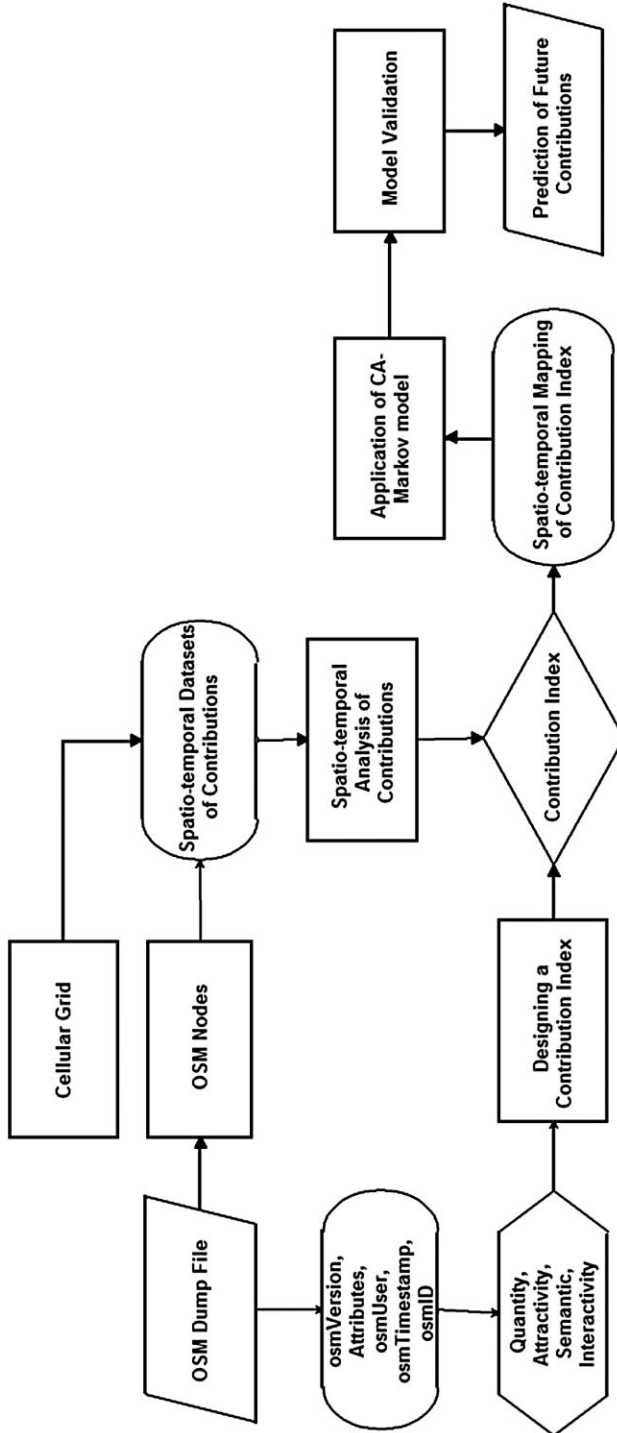 Cellular Grid
OSM Dump File
OSM Nodes
Spatio-temporal Datasets
of Contributions
osmVersion,
Attributes,
osmUser,
osmTimestamp,
osmID
Spatio-temporal
Analysis of
Contributions
Application of CA-
Markov model
Model Validation
Quantity,
Attractivity,
Semantic,
Interactivity
Designing a
Contribution Index
Contribution Index
Spatio-temporal Mapping
of Contribution Index
Prediction of Future
Contributions